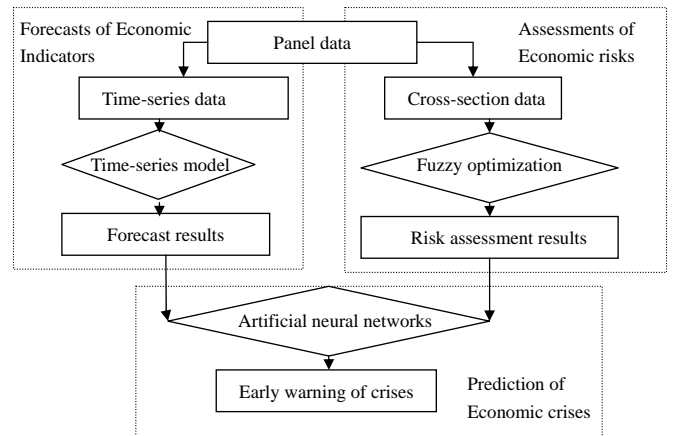 Forecasts of Economic
Indicators
Panel data
Assessments of
Economic risks
Time-series data
Cross-section data
Time-series model
Fuzzy optimization
Forecast results
Risk assessment results
Artificial neural networks
Early warning of crises
Prediction of
Economic crises